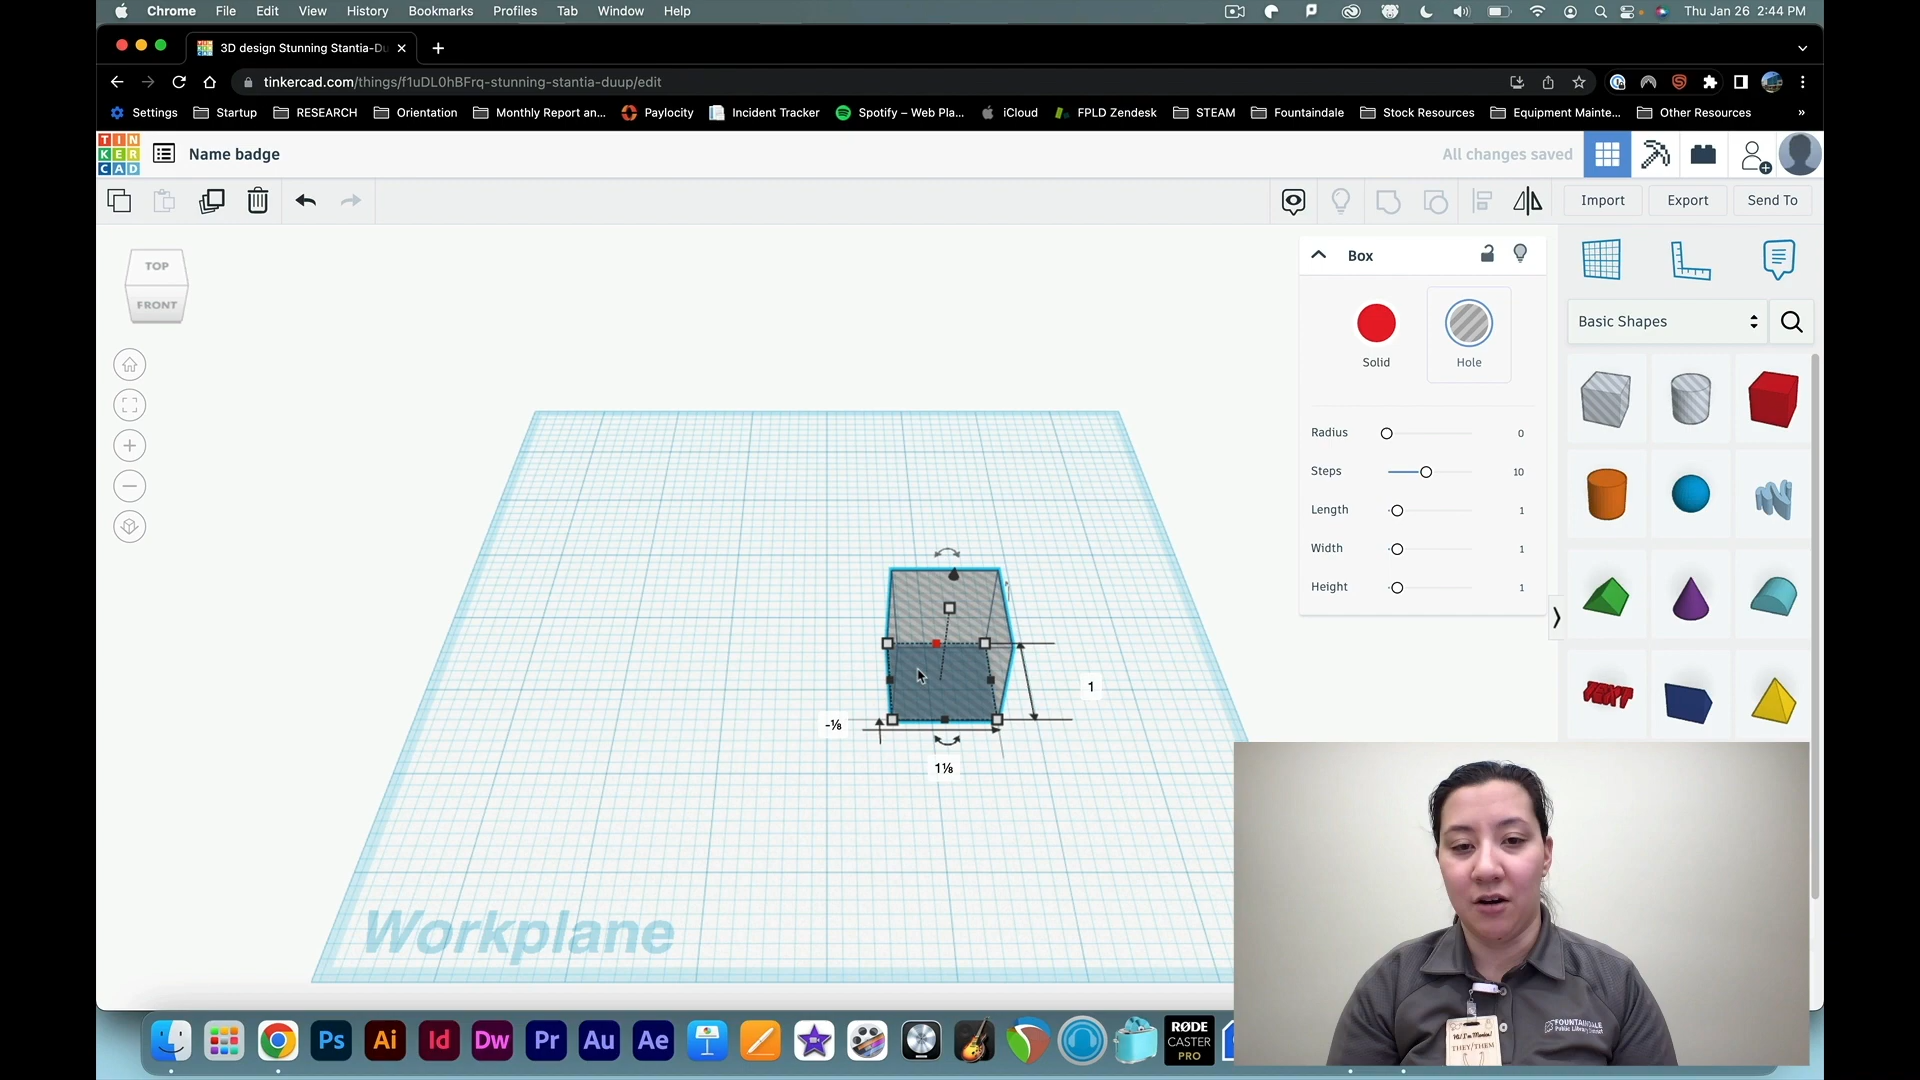 Chrome File Edit View History Bookmarks Profiles Tab Window Help
Thu Jan 26 2:44 PM
3D design Stunning Stantia-Du
tinkercad.com/things/f1uDL0hBFrq-stunning-stantia-duup/edit
Settings Startup RESEARCH Orientation Monthly Report an... Paylocity Incident Tracker Spotify – Web Pla... iCloud FPLD Zendesk STEAM Fountaindale Stock Resources Equipment Mainte... Other Resources »
TIN
KER
CAD
Name badge
All changes saved
Import Export Send To
TOP
FRONT
Box
Solid Hole
Radius 0
Steps 10
Length 1
Width 1
Height 1
Basic Shapes
TEXT
1
-⅛
1⅛
Workplane
Ps Ai Id Dw Pr Au Ae
RØDE
CASTER
PRO
FOUNTAINDALE
THEY/THEM